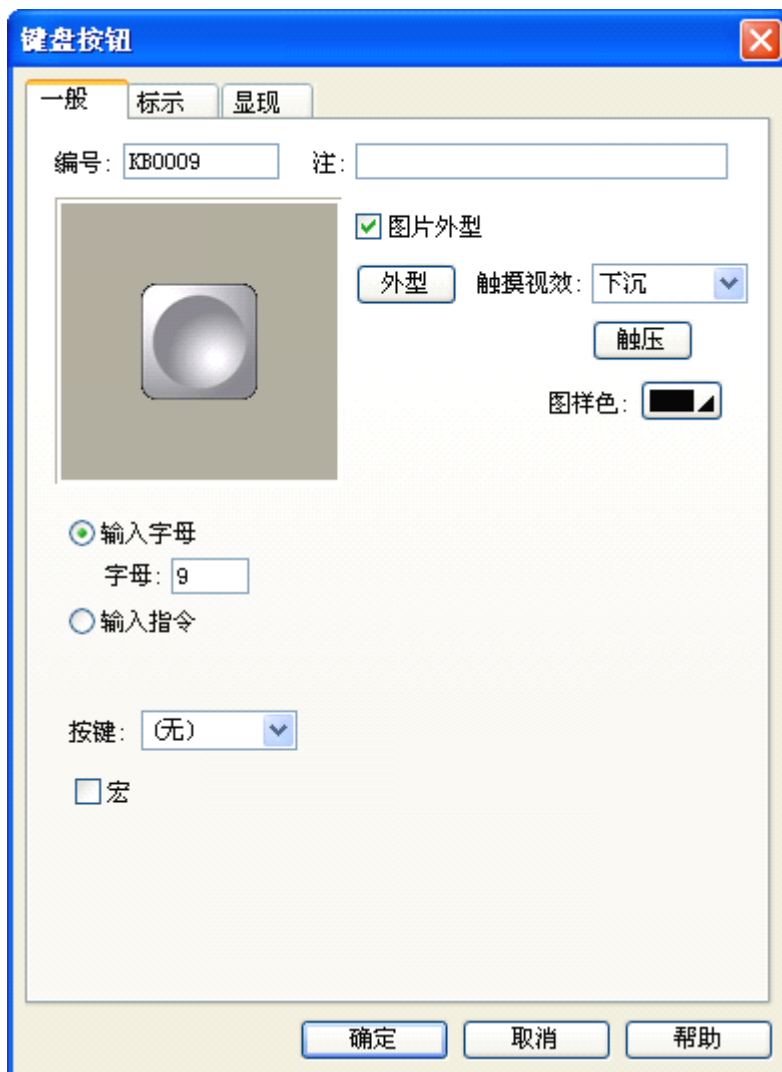 键盘按钮
一般 标示 显现
编号: KB0009 注:
图片外型
外型 触摸视效: 下沉
触压
图样色:
输入字母
字母: 9
输入指令
按键: (无)
宏
确定 取消 帮助